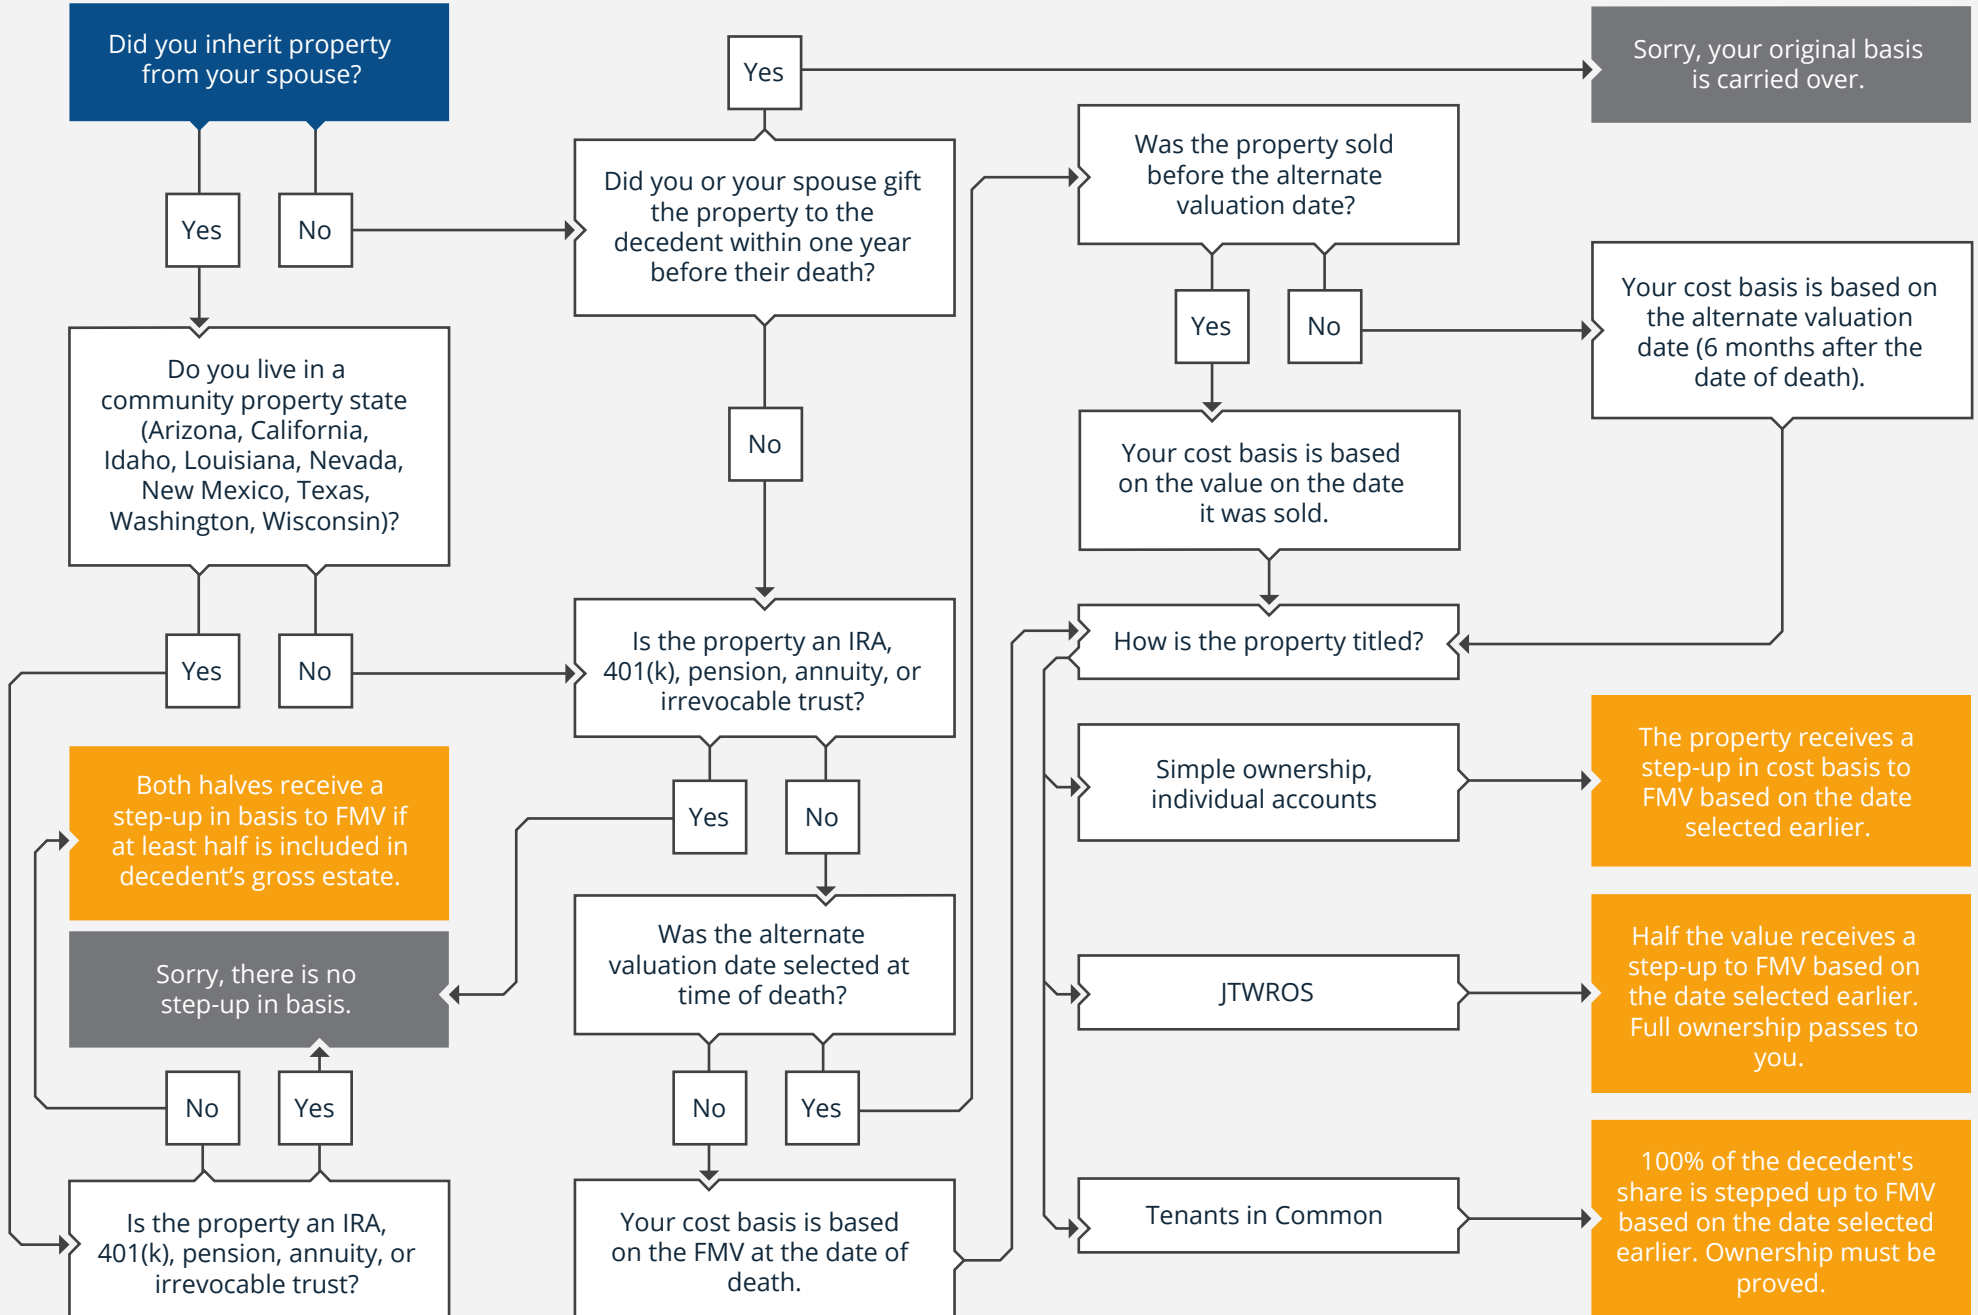 Did you inherit property
from your spouse?
Yes
No
Do you live in a
community property state
(Arizona, California,
Idaho, Louisiana, Nevada,
New Mexico, Texas,
Washington, Wisconsin)?
Yes
No
Both halves receive a
step-up in basis to FMV if
at least half is included in
decedent’s gross estate.
Sorry, there is no
step-up in basis.
No
Yes
Is the property an IRA,
401(k), pension, annuity, or
irrevocable trust?
Yes
Did you or your spouse gift
the property to the
decedent within one year
before their death?
No
Is the property an IRA,
401(k), pension, annuity, or
irrevocable trust?
Yes
No
Was the alternate
valuation date selected at
time of death?
No
Yes
Your cost basis is based
on the FMV at the date of
death.
Was the property sold
before the alternate
valuation date?
Yes
No
Your cost basis is based
on the value on the date
it was sold.
How is the property titled?
Simple ownership,
individual accounts
JTWROS
Tenants in Common
Sorry, your original basis
is carried over.
Your cost basis is based on
the alternate valuation
date (6 months after the
date of death).
The property receives a
step-up in cost basis to
FMV based on the date
selected earlier.
Half the value receives a
step-up to FMV based on
the date selected earlier.
Full ownership passes to
you.
100% of the decedent's
share is stepped up to FMV
based on the date selected
earlier. Ownership must be
proved.